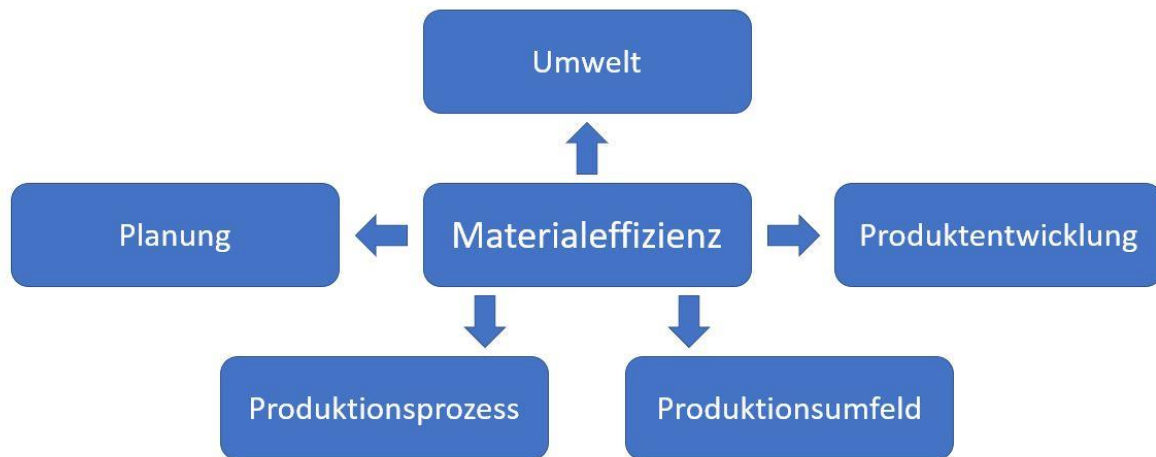 Umwelt
Planung
Materialeffizienz
Produktentwicklung
Produktionsprozess
Produktionsumfeld